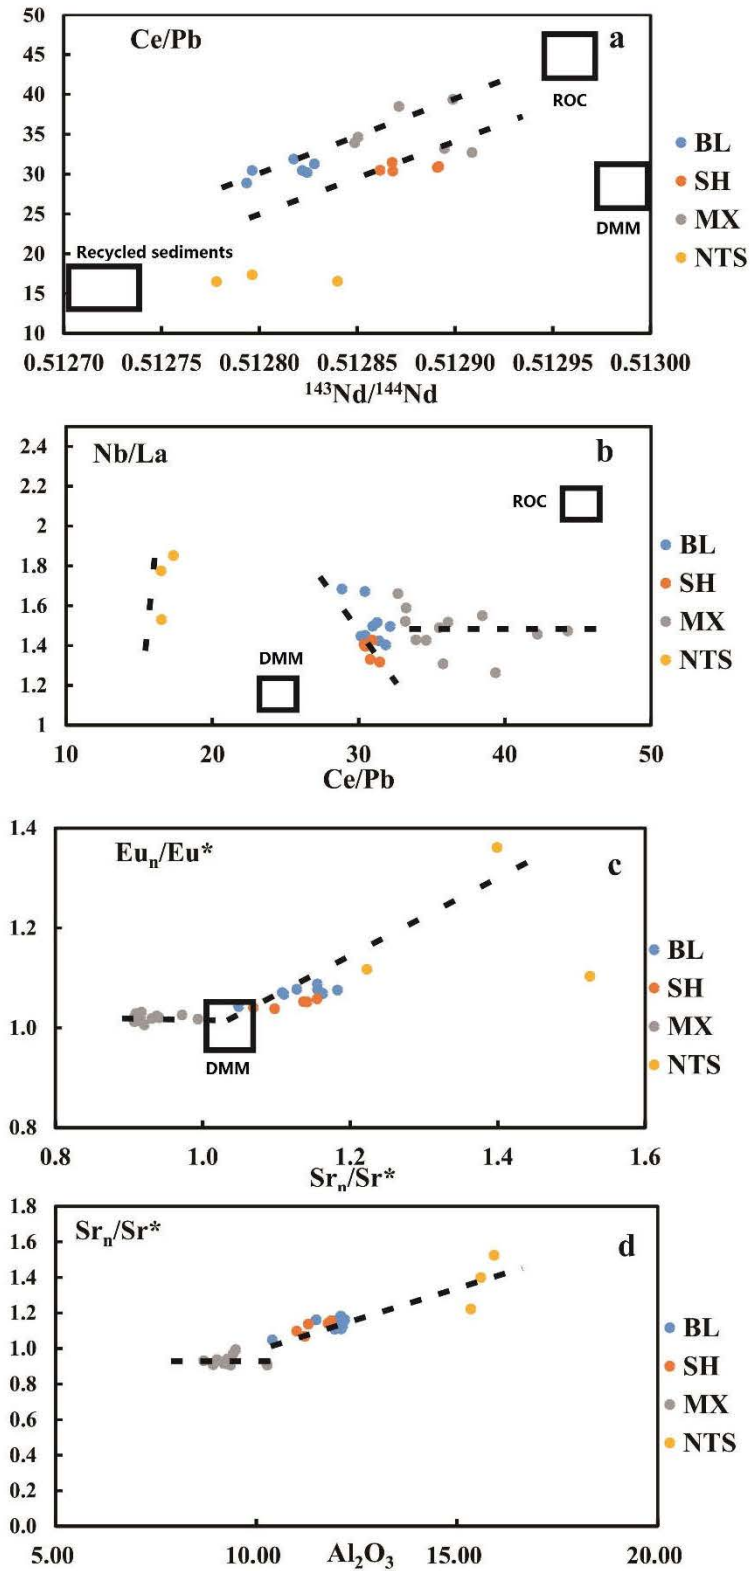 50
Ce/Pb
a
45
ROC
40
35
BL
30
SH
MX
25
DMM
NTS
20
Recycled sediments
15
10
0.51270 0.51275 0.51280 0.51285 0.51290 0.51295 0.51300
¹⁴³Nd/¹⁴⁴Nd
2.4
Nb/La
b
2.2
ROC
2
BL
1.8
SH
1.6
MX
1.4
NTS
DMM
1.2
1
10 20 30 40 50
Ce/Pb
1.4
Euₙ/Eu*
c
1.2
BL
SH
1.0
MX
DMM
NTS
0.8
0.8 1.0 1.2 1.4 1.6
Srₙ/Sr*
1.8
Srₙ/Sr*
d
1.6
1.4
1.2
BL
1.0
SH
0.8
MX
0.6
NTS
0.4
0.2
0.0
5.00 10.00 15.00 20.00
Al₂O₃